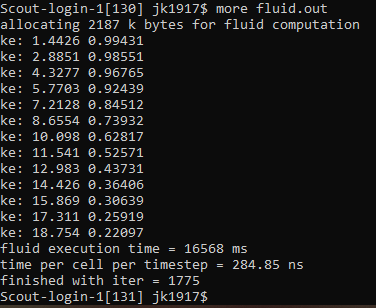 Scout-login-1[130] jk1917$ more fluid.out
allocating 2187 k bytes for fluid computation
ke: 1.4426 0.99431
ke: 2.8851 0.98551
ke: 4.3277 0.96765
ke: 5.7703 0.92439
ke: 7.2128 0.84512
ke: 8.6554 0.73932
ke: 10.098 0.62817
ke: 11.541 0.52571
ke: 12.983 0.43731
ke: 14.426 0.36406
ke: 15.869 0.30639
ke: 17.311 0.25919
ke: 18.754 0.22097
fluid execution time = 16568 ms
time per cell per timestep = 284.85 ns
finished with iter = 1775
Scout-login-1[131] jk1917$